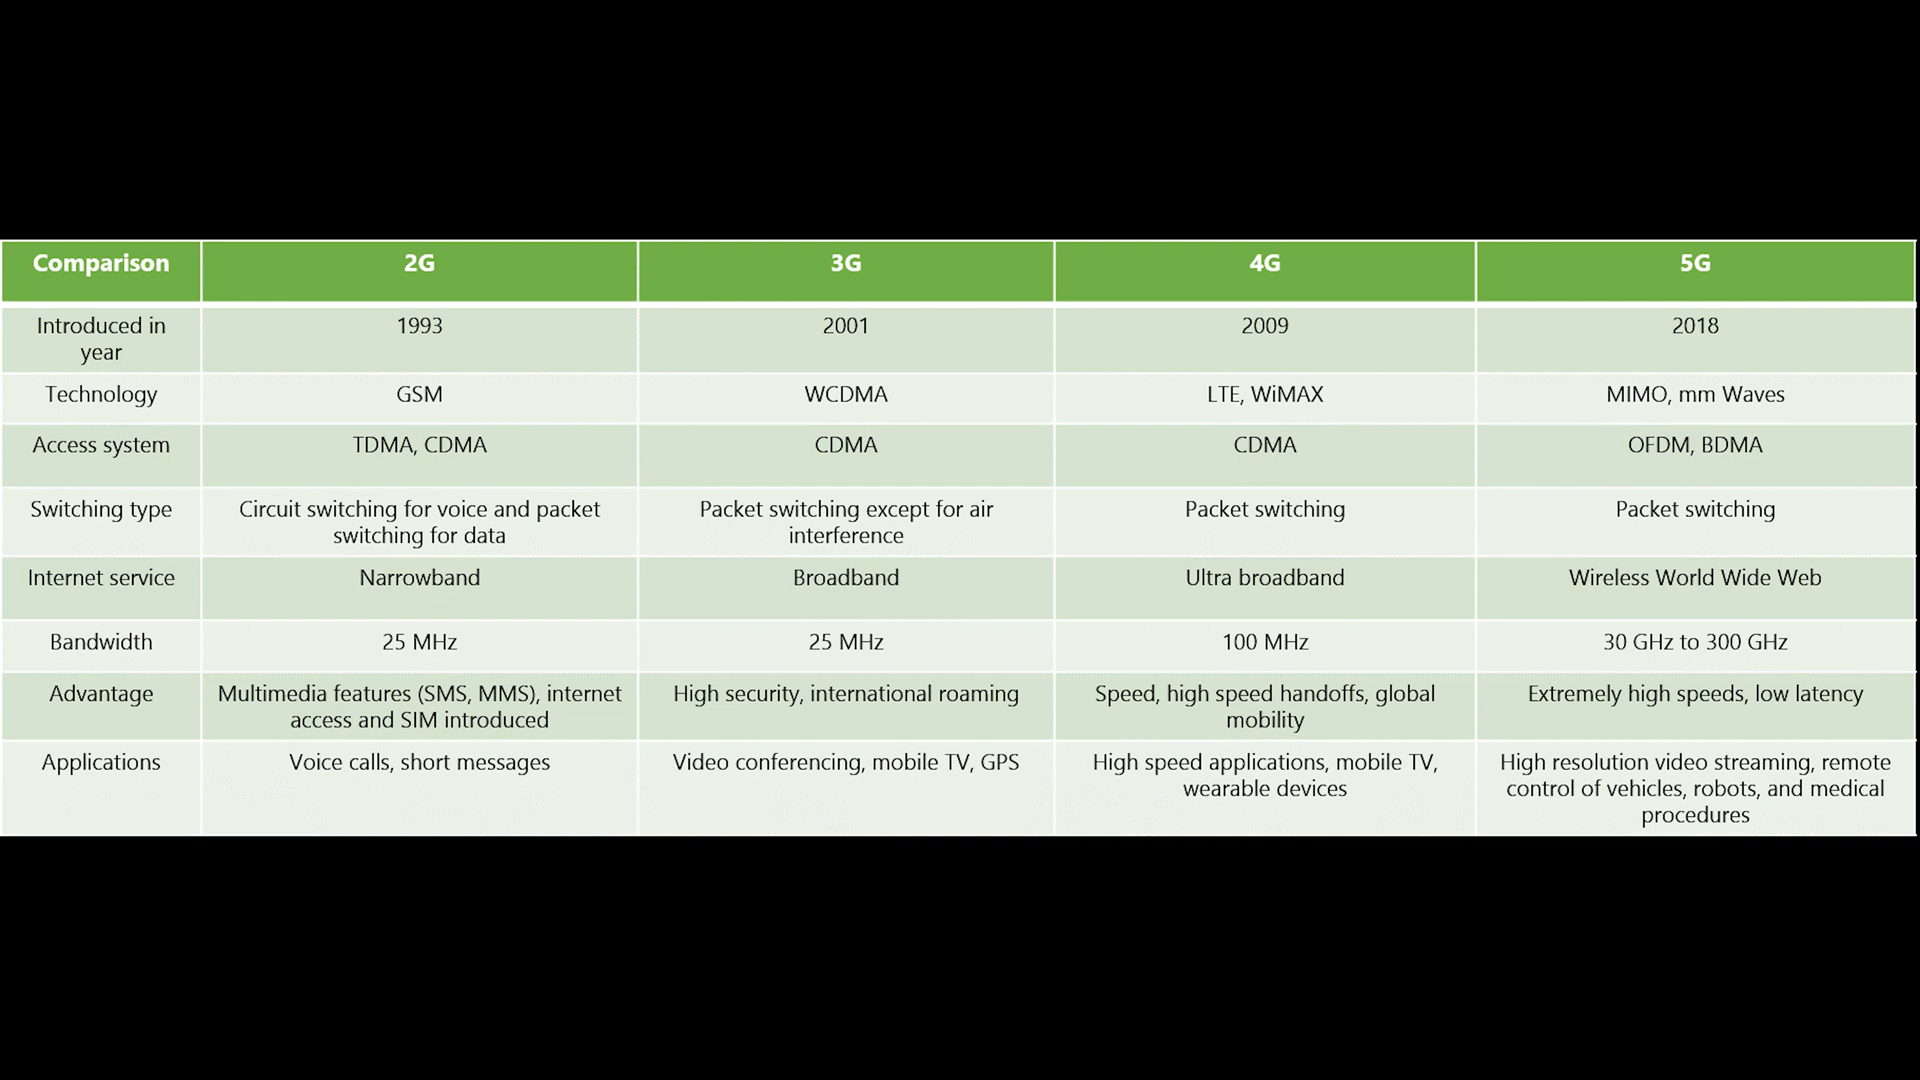 Comparison 2G 3G 4G 5G
Introduced in year 1993 2001 2009 2018
Technology GSM WCDMA LTE, WiMAX MIMO, mm Waves
Access system TDMA, CDMA CDMA CDMA OFDM, BDMA
Switching type Circuit switching for voice and packet switching for data Packet switching except for air interference Packet switching Packet switching
Internet service Narrowband Broadband Ultra broadband Wireless World Wide Web
Bandwidth 25 MHz 25 MHz 100 MHz 30 GHz to 300 GHz
Advantage Multimedia features (SMS, MMS), internet access and SIM introduced High security, international roaming Speed, high speed handoffs, global mobility Extremely high speeds, low latency
Applications Voice calls, short messages Video conferencing, mobile TV, GPS High speed applications, mobile TV, wearable devices High resolution video streaming, remote control of vehicles, robots, and medical procedures